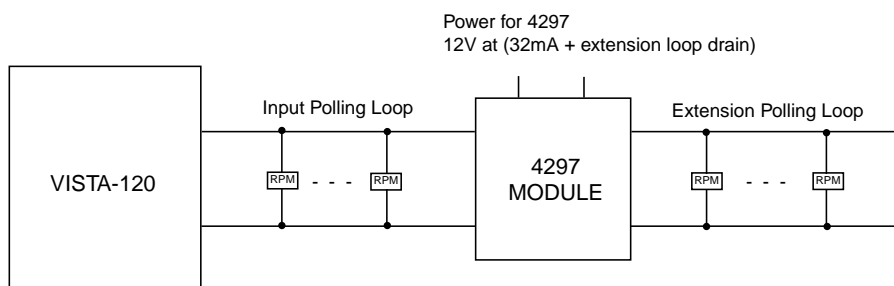 Power for 4297
12V at (32mA + extension loop drain)
Input Polling Loop
Extension Polling Loop
VISTA-120
RPM
- - -
RPM
4297
MODULE
RPM
- - -
RPM